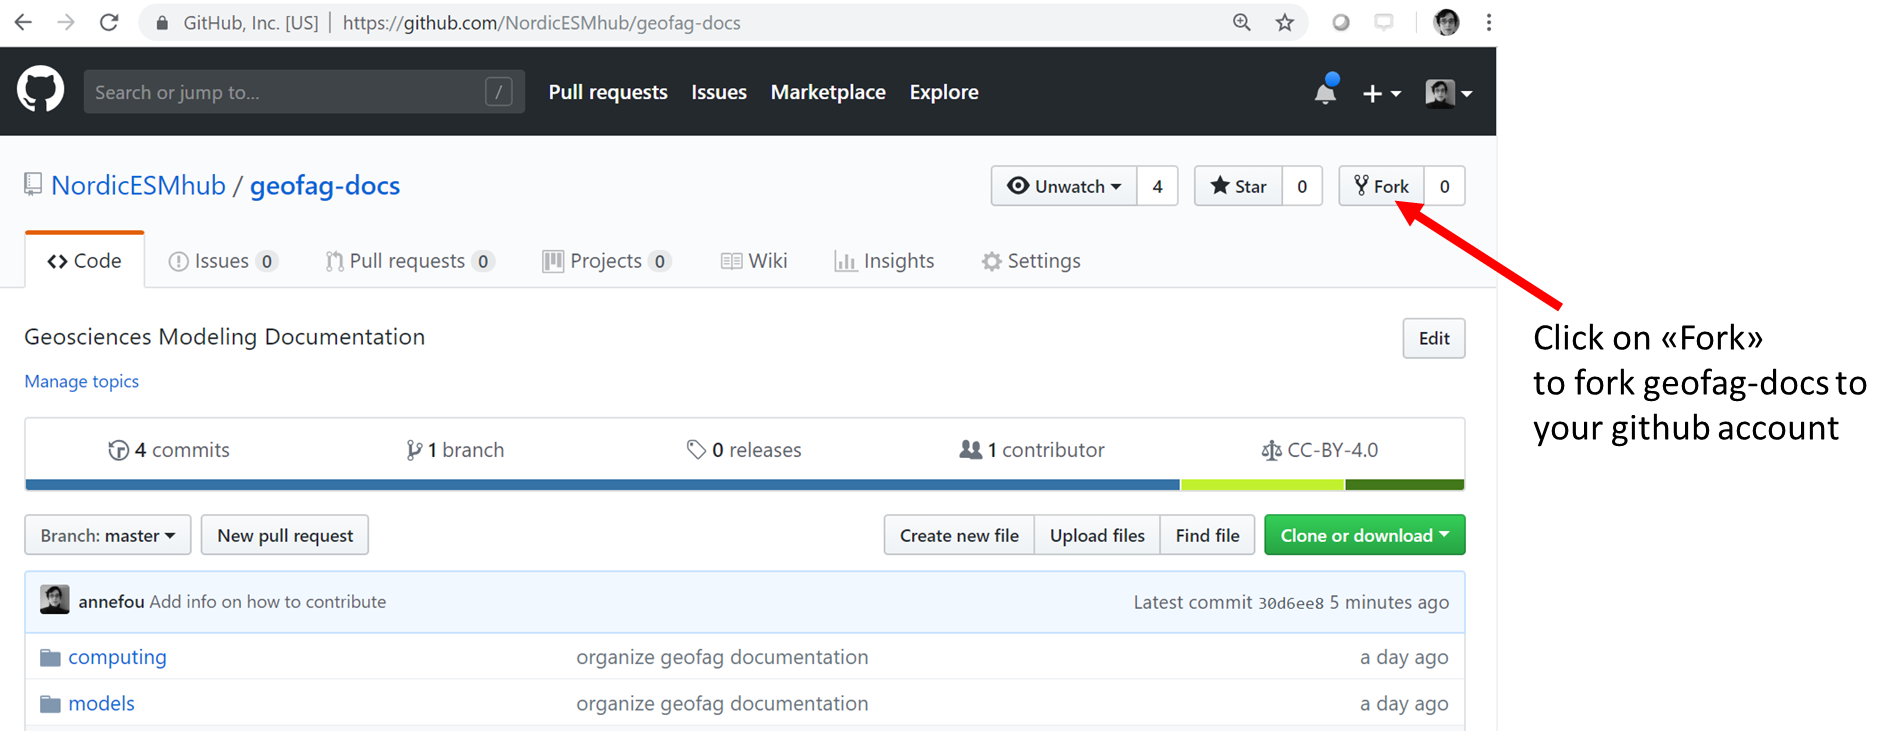 GitHub, Inc. [US] | https://github.com/NordicESMhub/geofag-docs
Search or jump to... /
Pull requests Issues Marketplace Explore
NordicESMhub / geofag-docs
Unwatch 4 Star 0 Fork 0
Code Issues 0 Pull requests 0 Projects 0 Wiki Insights Settings
Geosciences Modeling Documentation
Edit
Manage topics
4 commits 1 branch 0 releases 1 contributor CC-BY-4.0
Branch: master New pull request Create new file Upload files Find file Clone or download
annefou Add info on how to contribute Latest commit 30d6ee8 5 minutes ago
computing organize geofag documentation a day ago
models organize geofag documentation a day ago
Click on «Fork»
to fork geofag-docs to
your github account